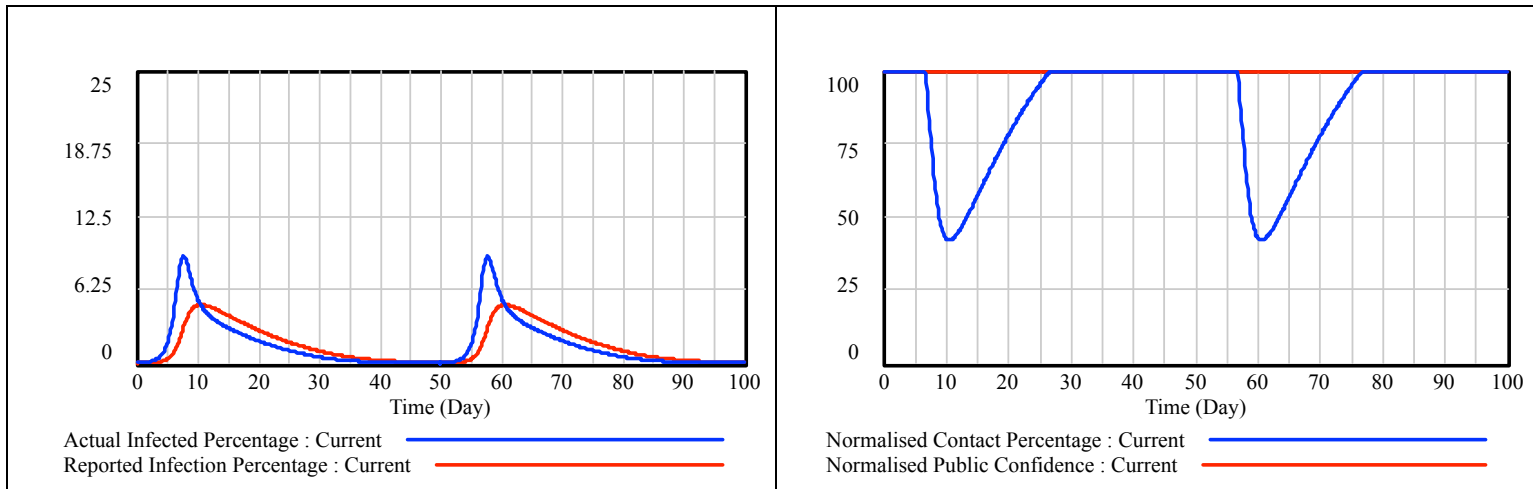 25
18.75
12.5
6.25
0
0 10 20 30 40 50 60 70 80 90 100
Time (Day)
Actual Infected Percentage : Current
Reported Infection Percentage : Current
100
75
50
25
0
0 10 20 30 40 50 60 70 80 90 100
Time (Day)
Normalised Contact Percentage : Current
Normalised Public Confidence : Current